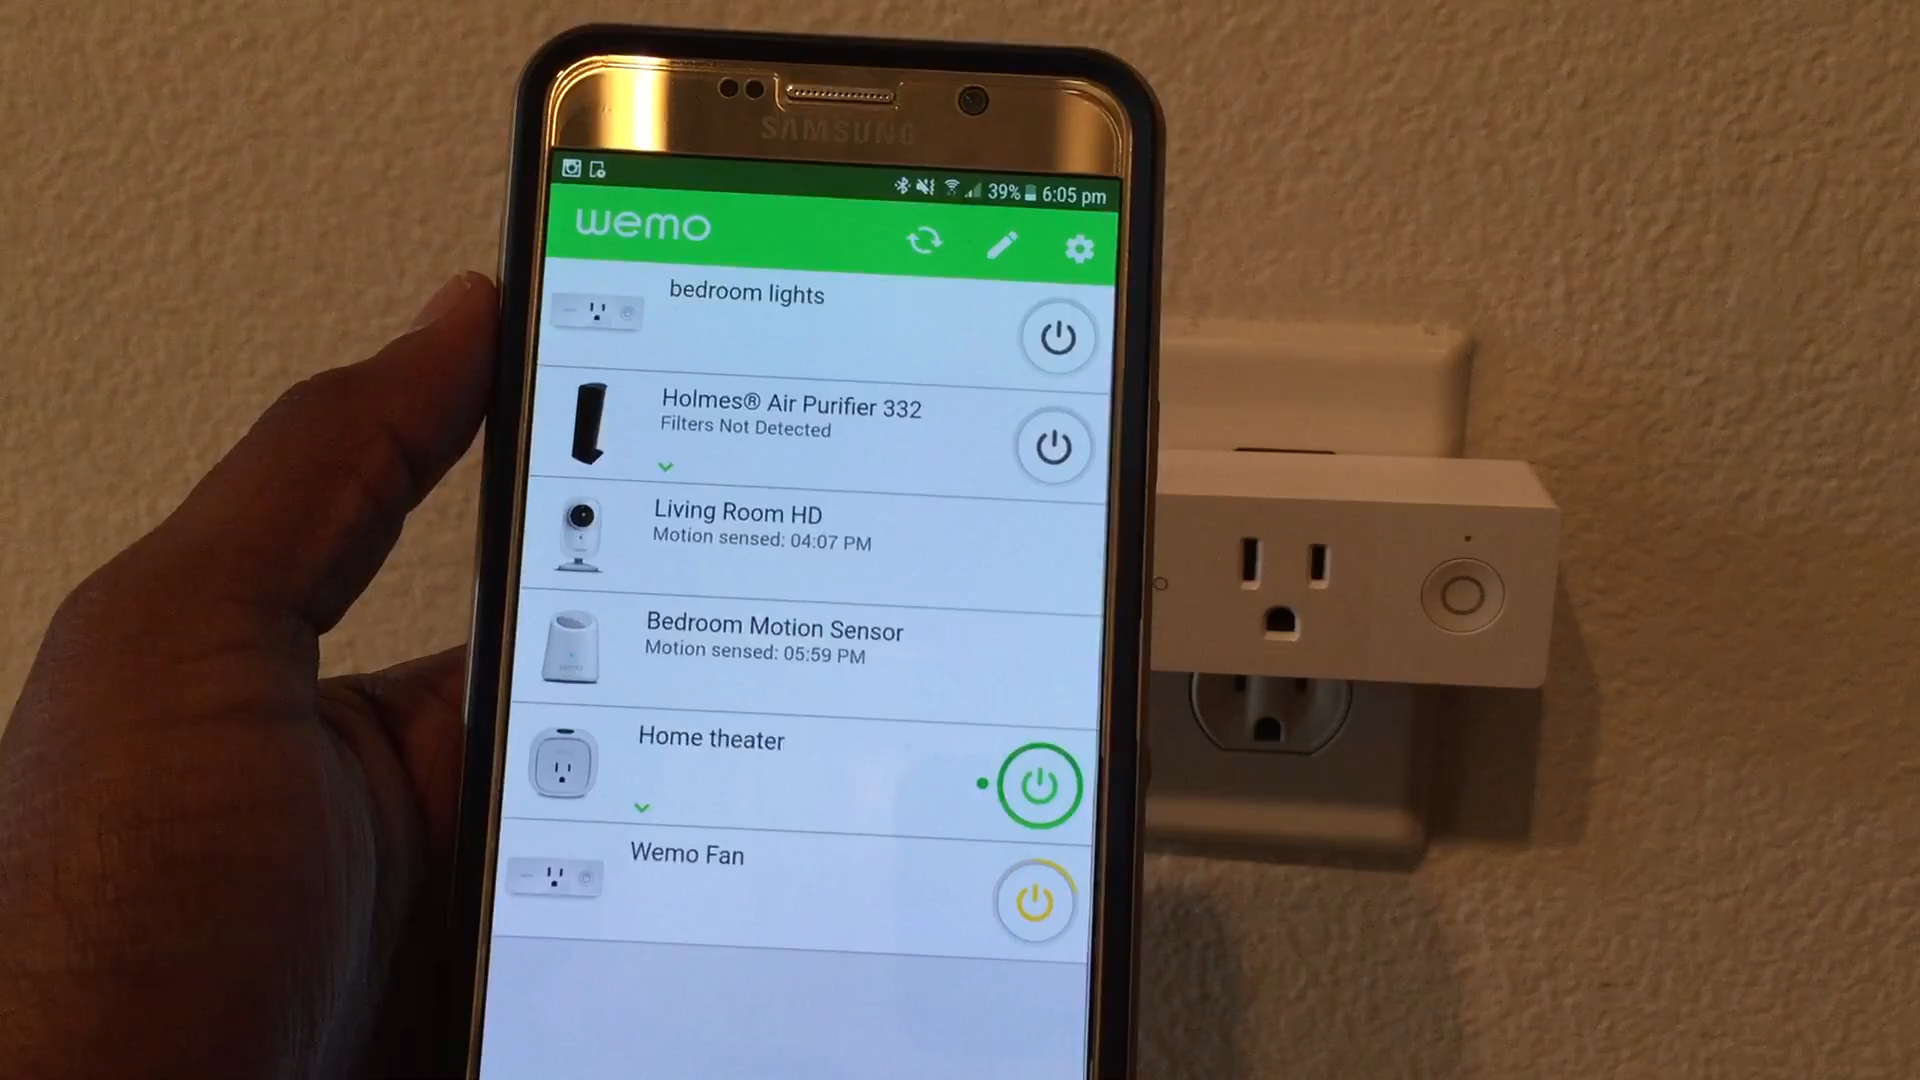 SAMSUNG
39% 6:05 pm
wemo
bedroom lights
Holmes® Air Purifier 332
Filters Not Detected
Living Room HD
Motion sensed: 04:07 PM
Bedroom Motion Sensor
Motion sensed: 05:59 PM
Home theater
Wemo Fan